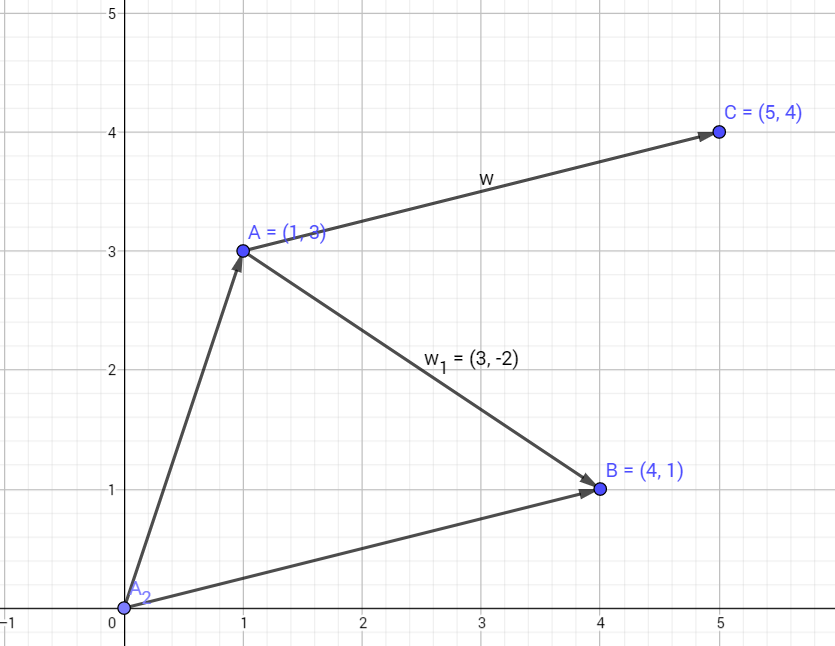 5
C = (5, 4)
4
w
A = (1, 3)
3
w₁ = (3, -2)
2
B = (4, 1)
1
A₂
−1
0
1
2
3
4
5